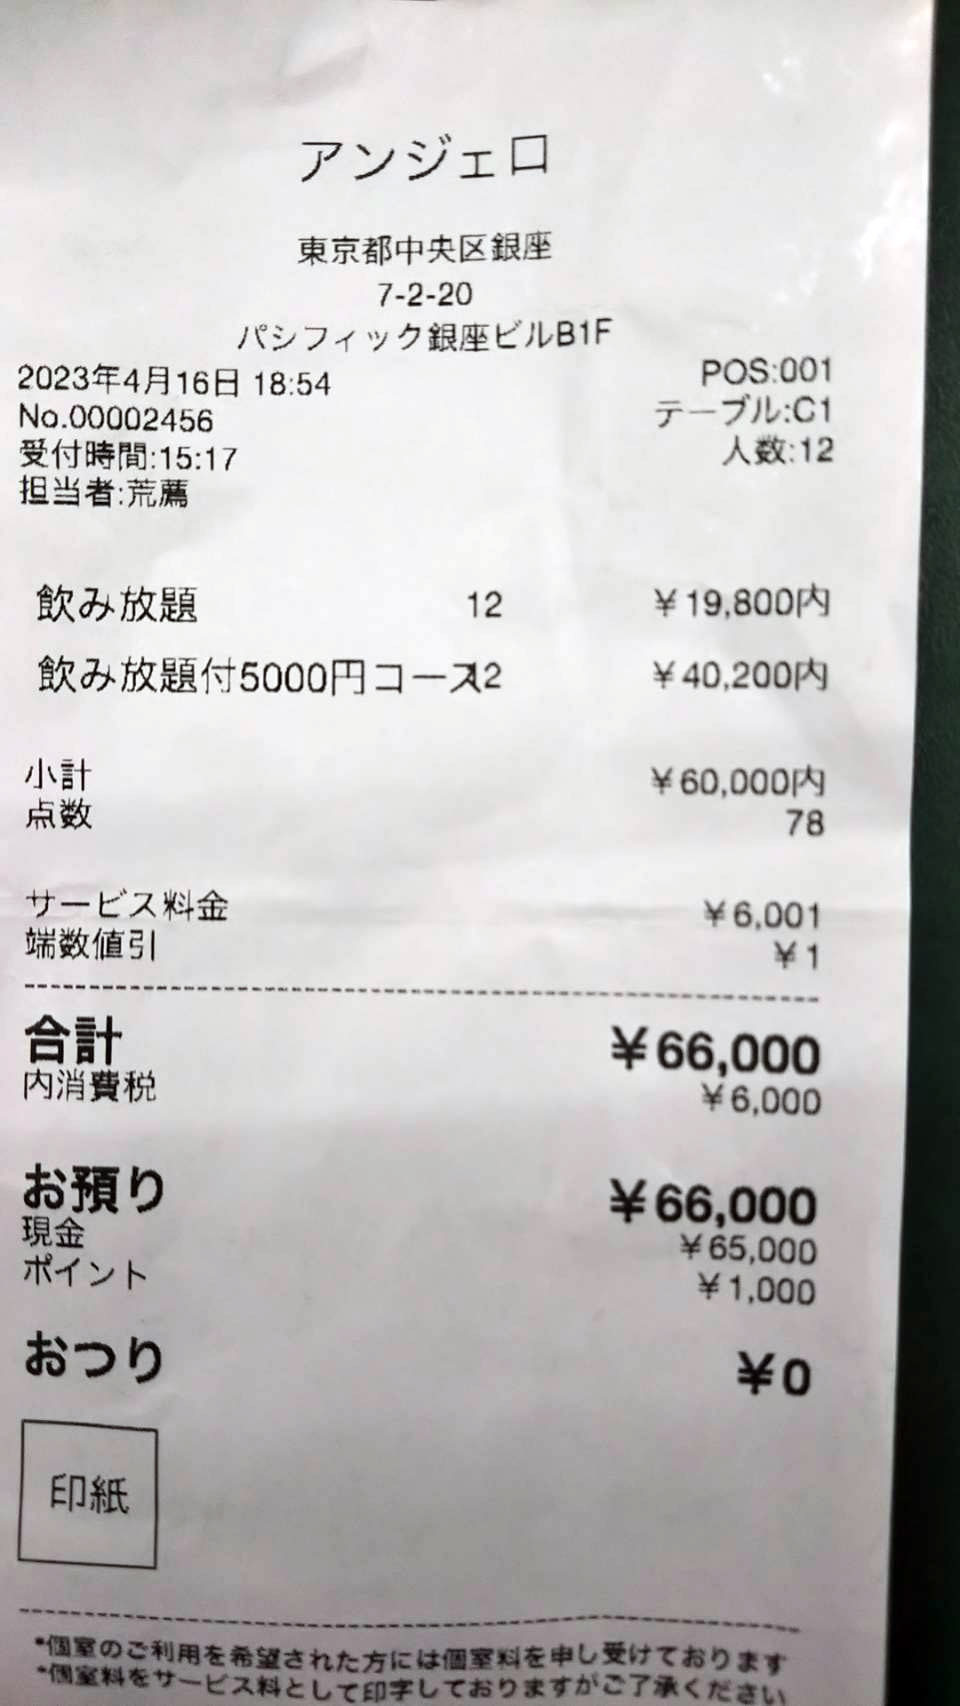 アンジェロ
東京都中央区銀座
7-2-20
パシフィック銀座ビルB1F
2023年4月16日 18:54 POS:001
No.00002456 テーブル:C1
受付時間:15:17 人数:12
担当者:荒薦
飲み放題 12 ¥19,800内
飲み放題付5000円コース12 ¥40,200内
小計 ¥60,000内
点数 78
サービス料金 ¥6,001
端数値引 ¥1
合計 ¥66,000
内消費税 ¥6,000
お預り ¥66,000
現金 ¥65,000
ポイント ¥1,000
おつり ¥0
印紙
*個室のご利用を希望された方には個室料を申し受けております
*個室料をサービス料として印字しておりますがご了承ください